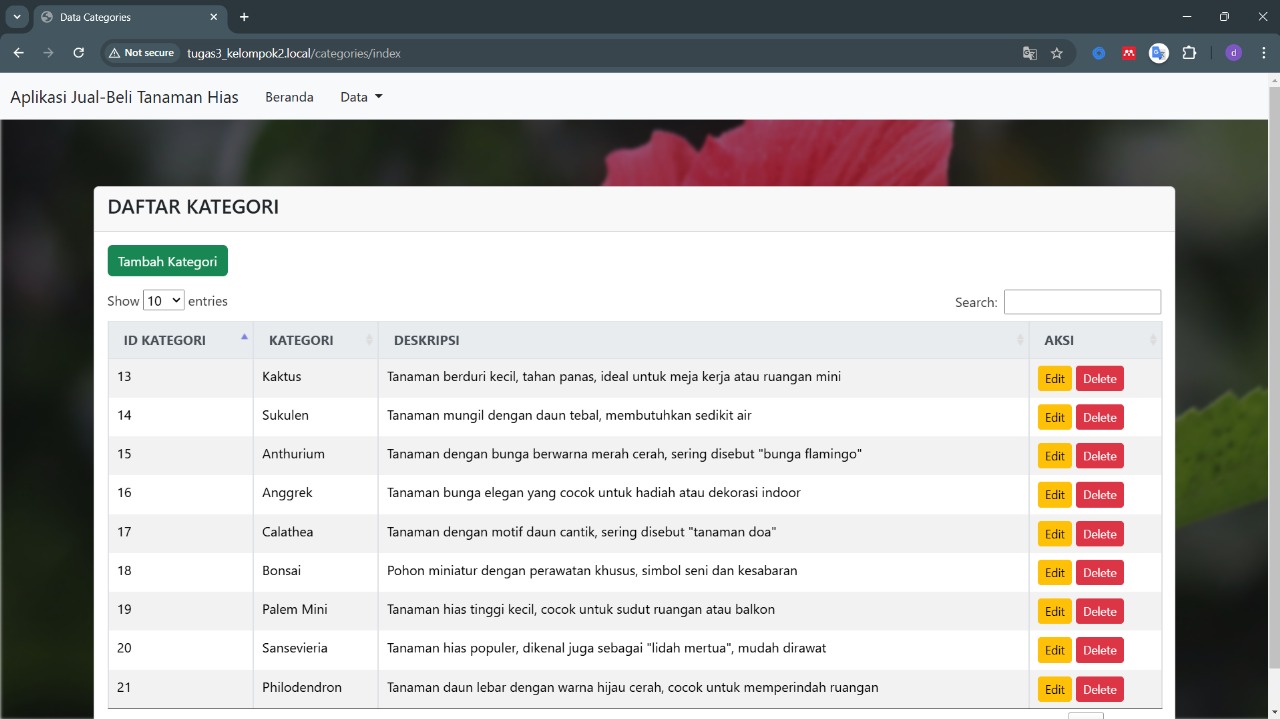 Data Categories
Not secure tugas3_kelompok2.local/categories/index
d
Aplikasi Jual-Beli Tanaman Hias Beranda Data
DAFTAR KATEGORI
Tambah Kategori
Show 10 entries Search:
ID KATEGORI KATEGORI DESKRIPSI AKSI
13 Kaktus Tanaman berduri kecil, tahan panas, ideal untuk meja kerja atau ruangan mini Edit Delete
14 Sukulen Tanaman mungil dengan daun tebal, membutuhkan sedikit air Edit Delete
15 Anthurium Tanaman dengan bunga berwarna merah cerah, sering disebut "bunga flamingo" Edit Delete
16 Anggrek Tanaman bunga elegan yang cocok untuk hadiah atau dekorasi indoor Edit Delete
17 Calathea Tanaman dengan motif daun cantik, sering disebut "tanaman doa" Edit Delete
18 Bonsai Pohon miniatur dengan perawatan khusus, simbol seni dan kesabaran Edit Delete
19 Palem Mini Tanaman hias tinggi kecil, cocok untuk sudut ruangan atau balkon Edit Delete
20 Sansevieria Tanaman hias populer, dikenal juga sebagai "lidah mertua", mudah dirawat Edit Delete
21 Philodendron Tanaman daun lebar dengan warna hijau cerah, cocok untuk memperindah ruangan Edit Delete